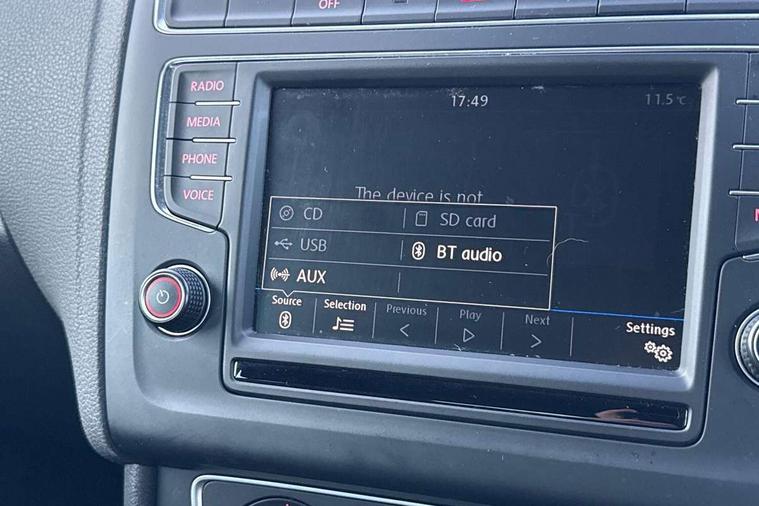 OFF
RADIO
MEDIA
PHONE
VOICE
17:49
11.5°C
The device is not
CD
SD card
USB
BT audio
AUX
Source
Selection
Previous
Play
Next
Settings